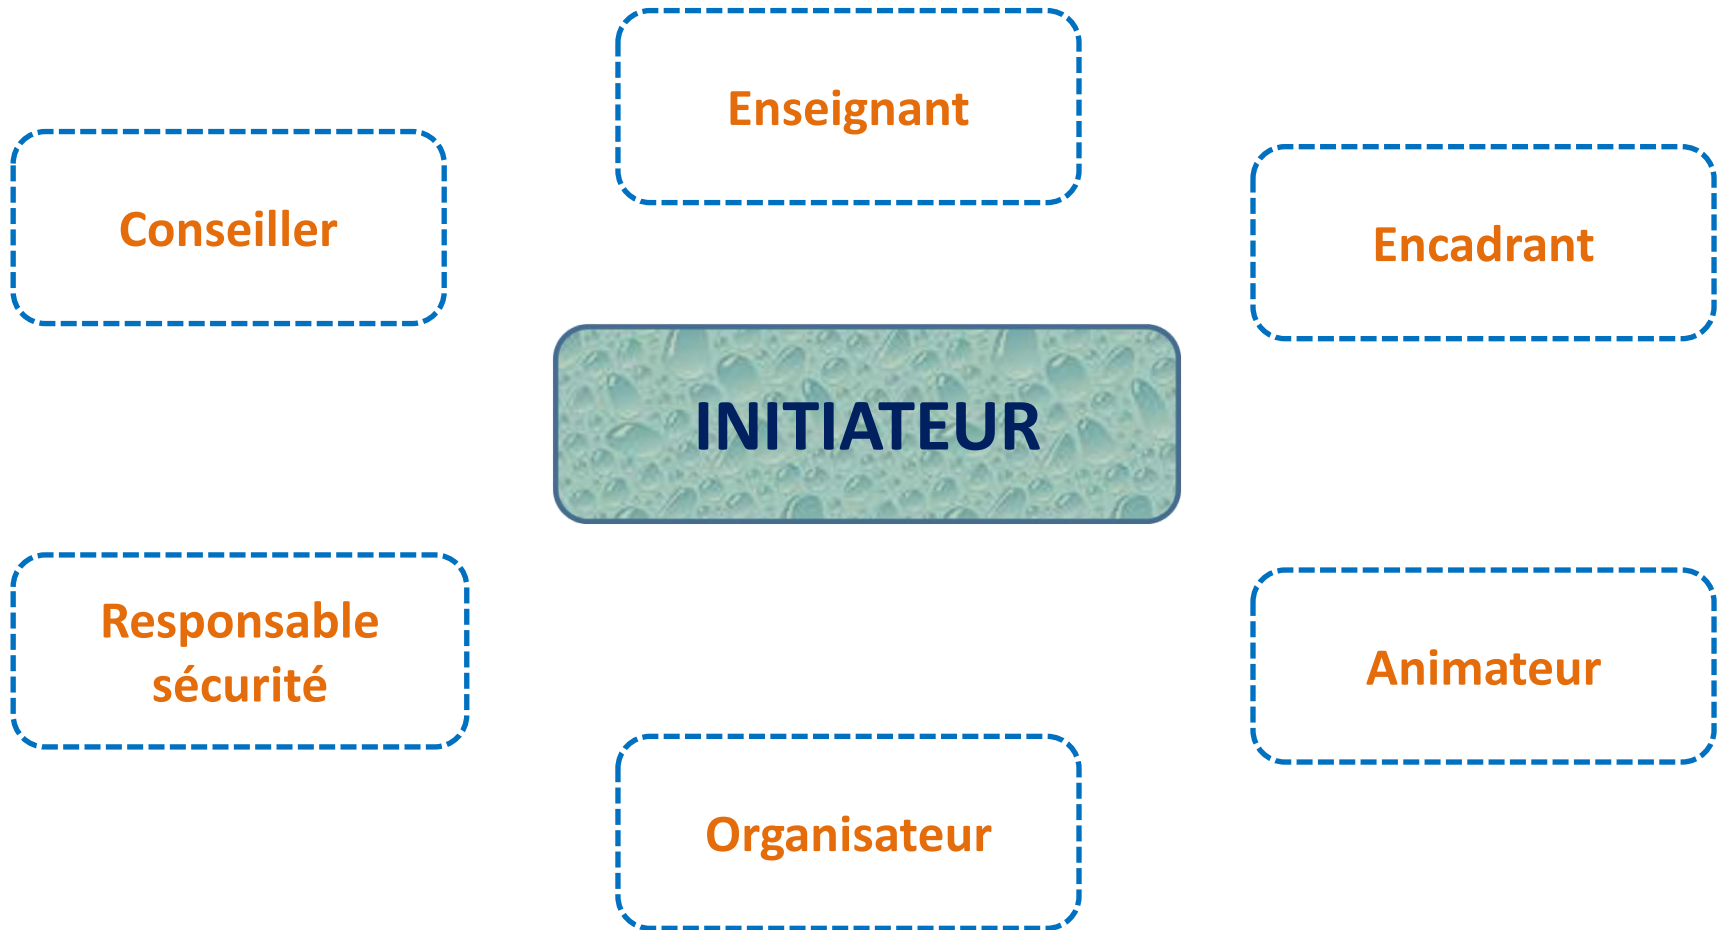 Enseignant
Conseiller
Encadrant
INITIATEUR
Responsable
sécurité
Animateur
Organisateur